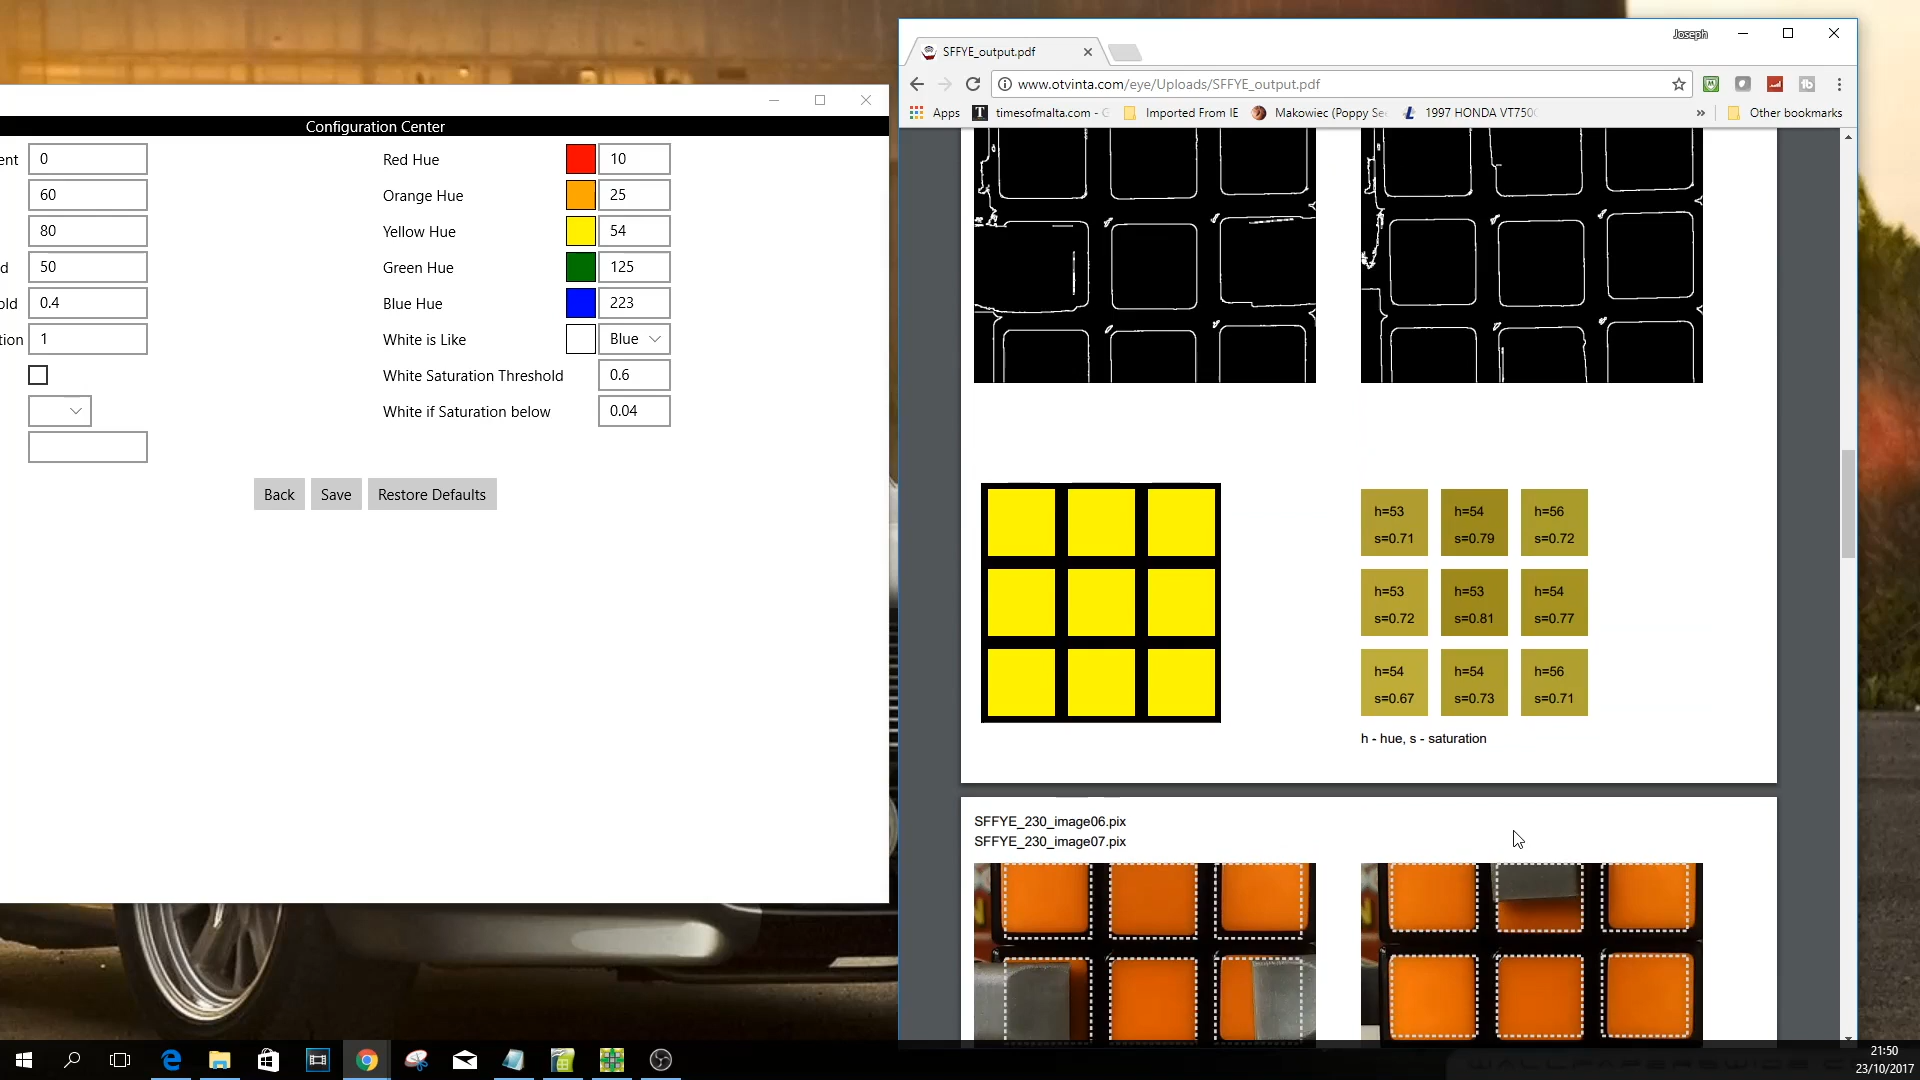 Joseph
SFFYE_output.pdf
www.otvinta.com/eye/Uploads/SFFYE_output.pdf
Apps timesofmalta.com - Imported From IE Makowiec (Poppy See 1997 HONDA VT750C » Other bookmarks
Configuration Center
ent 0 Red Hue 10
60 Orange Hue 25
80 Yellow Hue 54
d 50 Green Hue 125
old 0.4 Blue Hue 223
tion 1 White is Like Blue
White Saturation Threshold 0.6
White if Saturation below 0.04
Back Save Restore Defaults
h=53 h=54 h=56
s=0.71 s=0.79 s=0.72
h=53 h=53 h=54
s=0.72 s=0.81 s=0.77
h=54 h=54 h=56
s=0.67 s=0.73 s=0.71
h - hue, s - saturation
SFFYE_230_image06.pix
SFFYE_230_image07.pix
21:50
23/10/2017